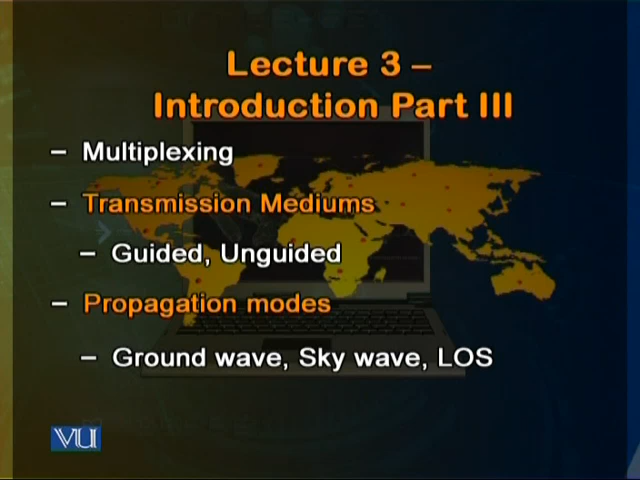 Lecture 3 –
Introduction Part III
– Multiplexing
– Transmission Mediums
– Guided, Unguided
– Propagation modes
– Ground wave, Sky wave, LOS
VU